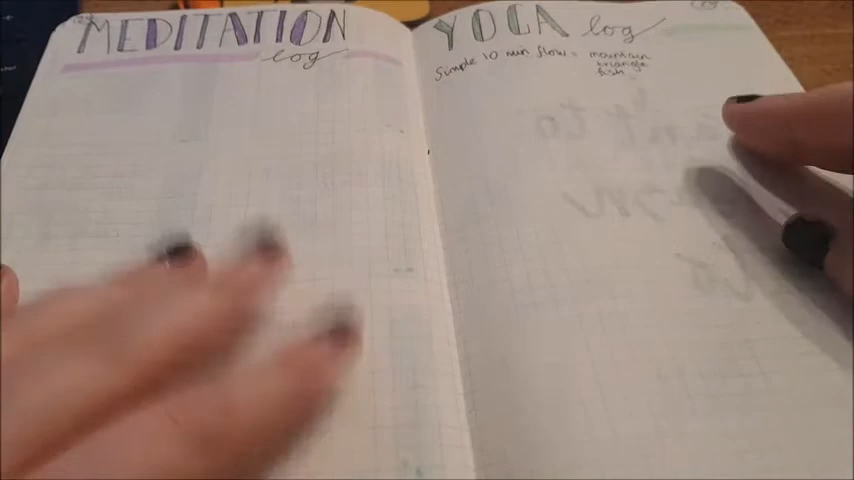 MEDITATION
log
YOGA log
Simple 10 min flow = mountain
triangle
fish